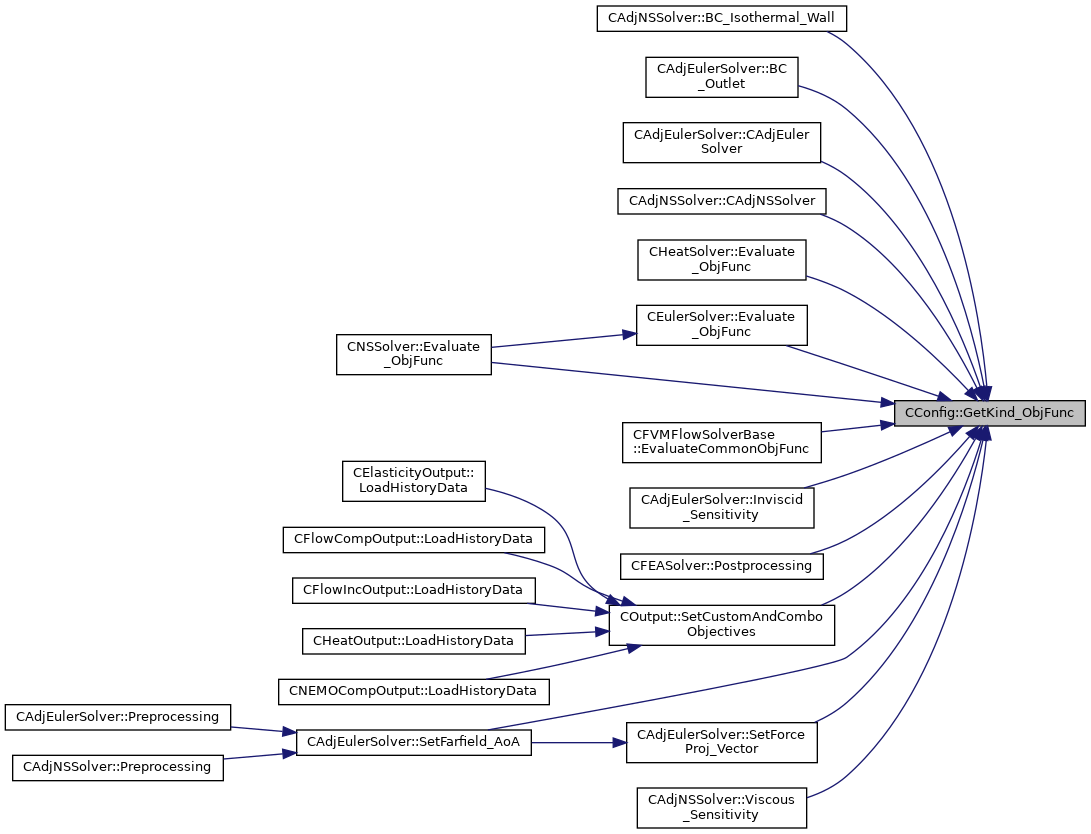 CAdjNSSolver::BC_Isothermal_Wall
CAdjEulerSolver::BC
_Outlet
CAdjEulerSolver::CAdjEuler
Solver
CAdjNSSolver::CAdjNSSolver
CHeatSolver::Evaluate
_ObjFunc
CEulerSolver::Evaluate
_ObjFunc
CNSSolver::Evaluate
_ObjFunc
CConfig::GetKind_ObjFunc
CFVMFlowSolverBase
::EvaluateCommonObjFunc
CElasticityOutput::
LoadHistoryData
CAdjEulerSolver::Inviscid
_Sensitivity
CFlowCompOutput::LoadHistoryData
CFEASolver::Postprocessing
CFlowIncOutput::LoadHistoryData
COutput::SetCustomAndCombo
Objectives
CHeatOutput::LoadHistoryData
CNEMOCompOutput::LoadHistoryData
CAdjEulerSolver::Preprocessing
CAdjEulerSolver::SetFarfield_AoA
CAdjEulerSolver::SetForce
Proj_Vector
CAdjNSSolver::Preprocessing
CAdjNSSolver::Viscous
_Sensitivity